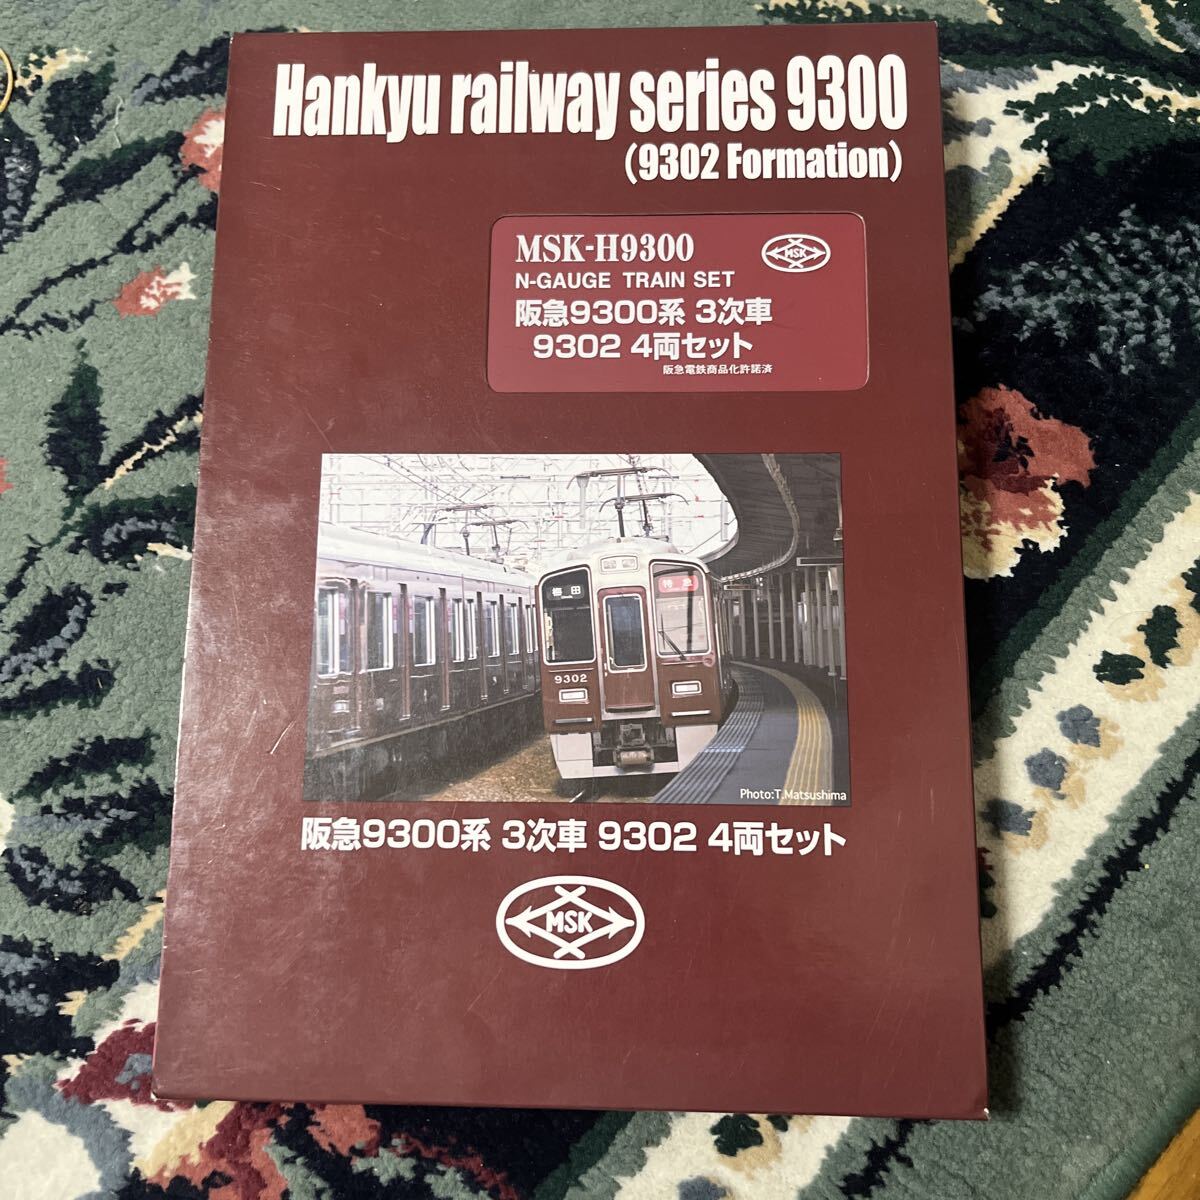 Hankyu railway series 9300
(9302 Formation)
MSK-H9300
MSK
N-GAUGE TRAIN SET
阪急9300系 3次車
9302 4両セット
阪急電鉄商品化許諾済
梅田
特急
9302
Photo:T.Matsushima
阪急9300系 3次車 9302 4両セット
MSK